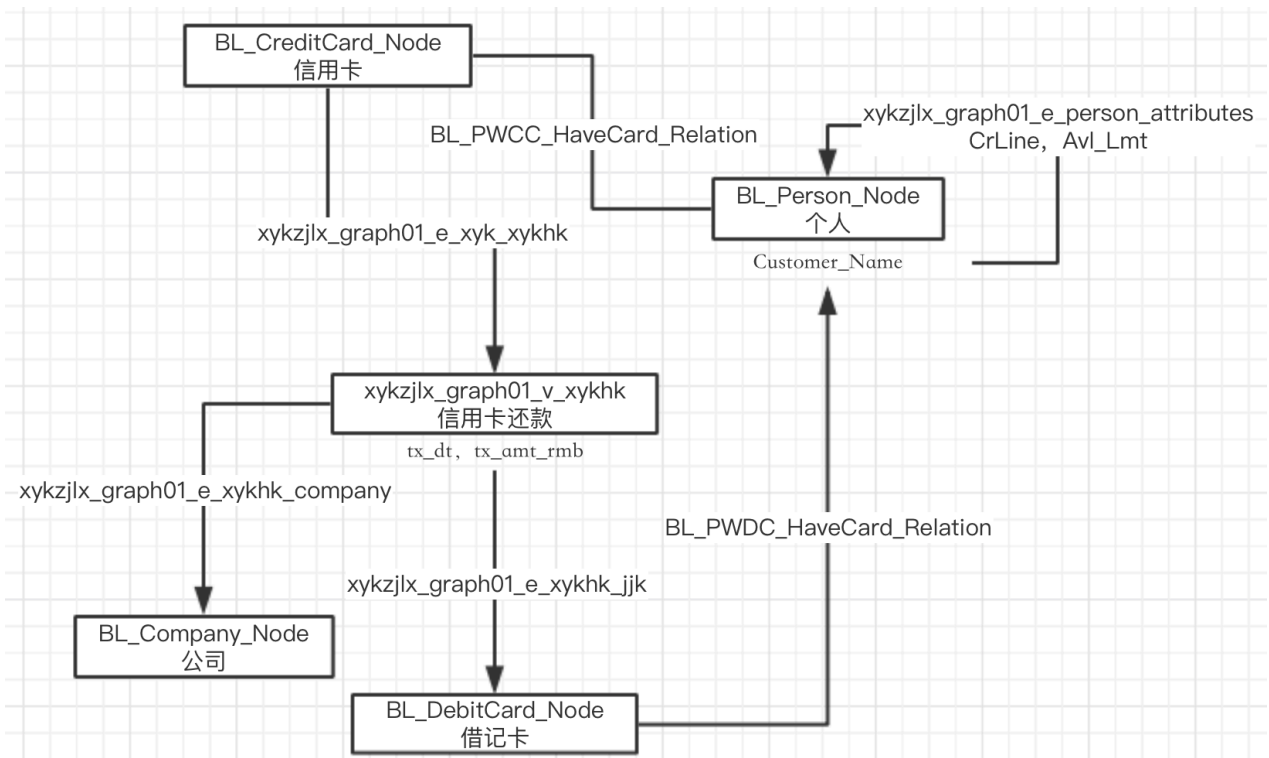 BL_CreditCard_Node
信用卡
xykzjlx_graph01_e_person_attributes
CrLine，Avl_Lmt
BL_PWCC_HaveCard_Relation
BL_Person_Node
个人
xykzjlx_graph01_e_xyk_xykhk
Customer_Name
xykzjlx_graph01_v_xykhk
信用卡还款
tx_dt，tx_amt_rmb
xykzjlx_graph01_e_xykhk_company
BL_PWDC_HaveCard_Relation
xykzjlx_graph01_e_xykhk_jjk
BL_Company_Node
公司
BL_DebitCard_Node
借记卡